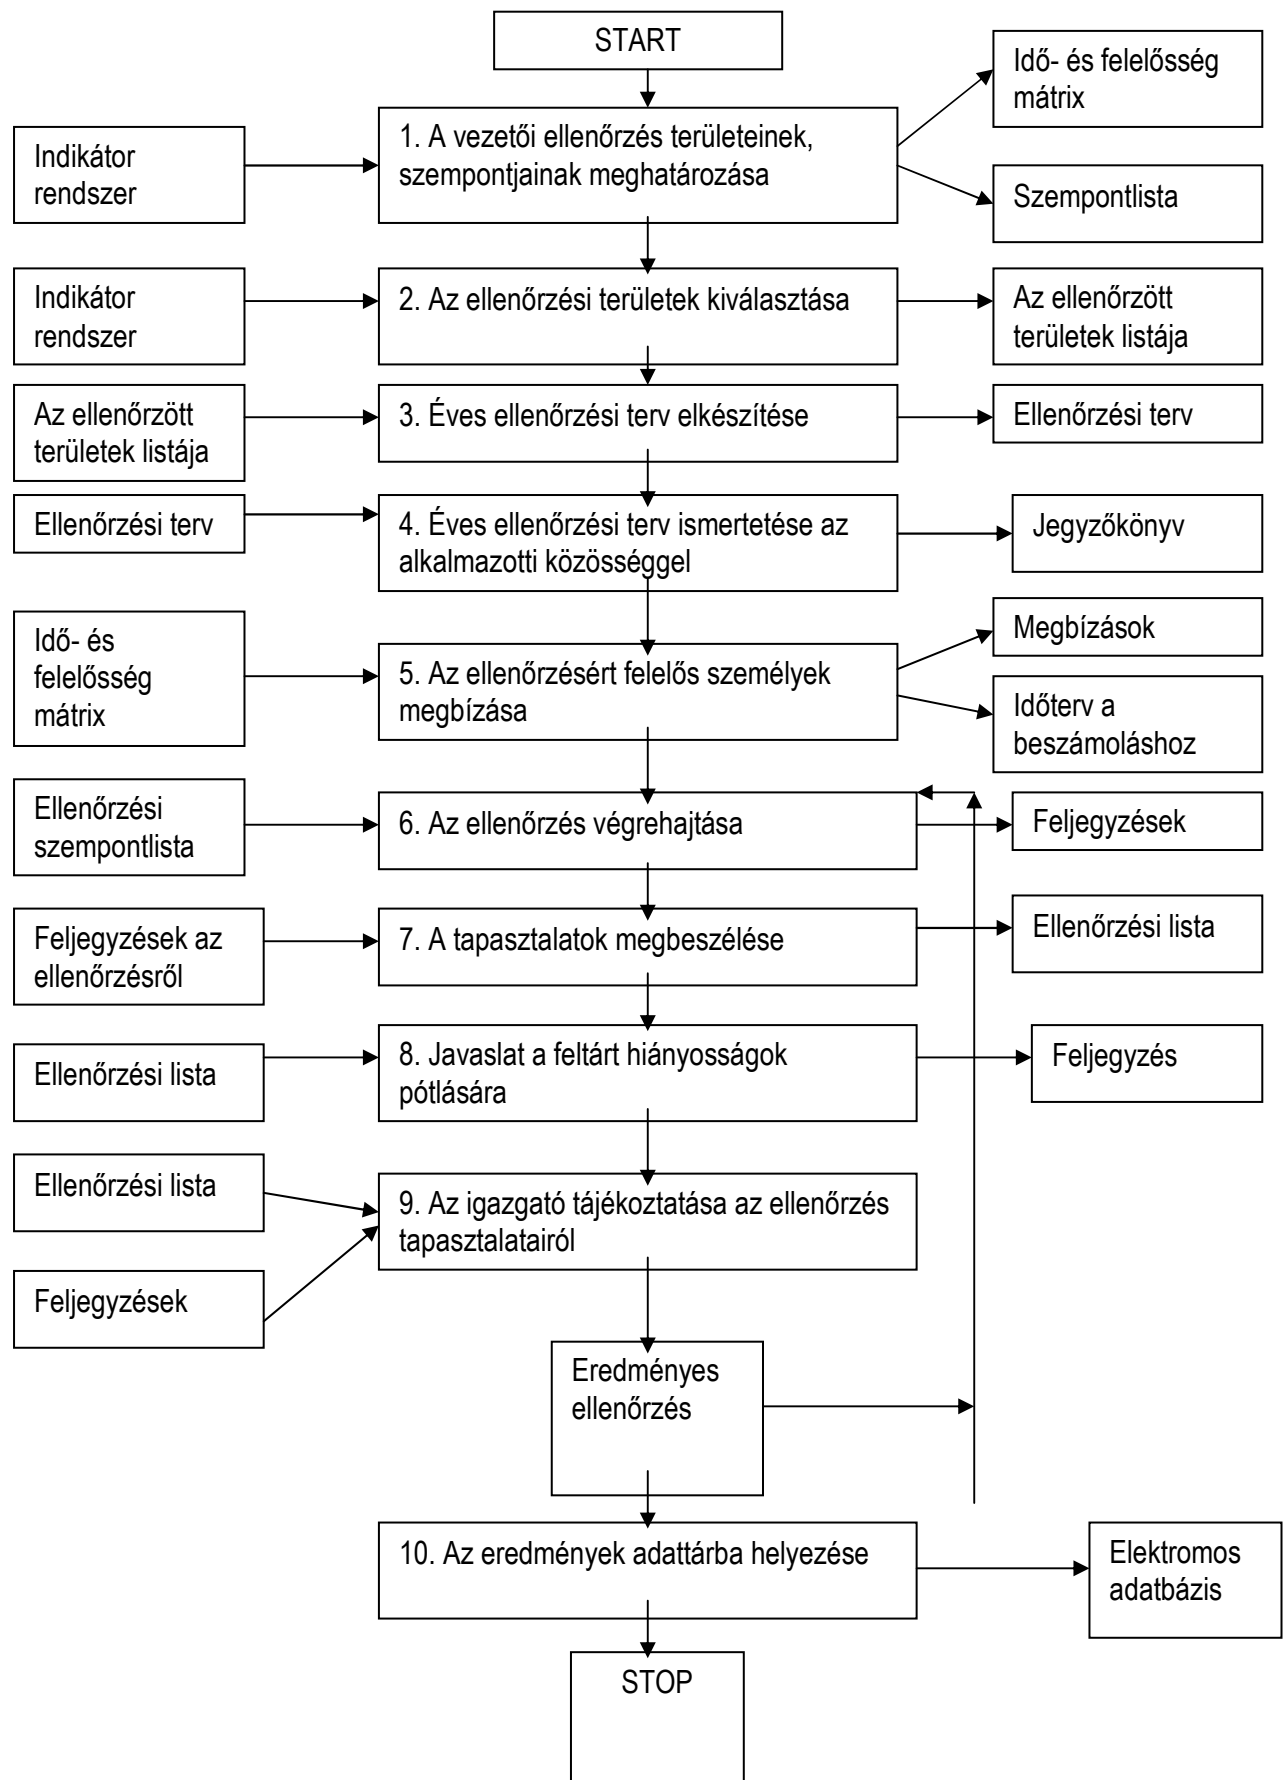 START
Idő- és felelősség
mátrix
Indikátor
rendszer
1. A vezetői ellenőrzés területeinek,
szempontjainak meghatározása
Szempontlista
Indikátor
rendszer
2. Az ellenőrzési területek kiválasztása
Az ellenőrzött
területek listája
Az ellenőrzött
területek listája
3. Éves ellenőrzési terv elkészítése
Ellenőrzési terv
Ellenőrzési terv
4. Éves ellenőrzési terv ismertetése az
alkalmazotti közösséggel
Jegyzőkönyv
Idő- és
felelősség
mátrix
5. Az ellenőrzésért felelős személyek
megbízása
Megbízások
Időterv a
beszámoláshoz
Ellenőrzési
szempontlista
6. Az ellenőrzés végrehajtása
Feljegyzések
Feljegyzések az
ellenőrzésről
7. A tapasztalatok megbeszélése
Ellenőrzési lista
Ellenőrzési lista
8. Javaslat a feltárt hiányosságok
pótlására
Feljegyzés
Ellenőrzési lista
9. Az igazgató tájékoztatása az ellenőrzés
tapasztalatairól
Feljegyzések
Eredményes
ellenőrzés
10. Az eredmények adattárba helyezése
Elektromos
adatbázis
STOP